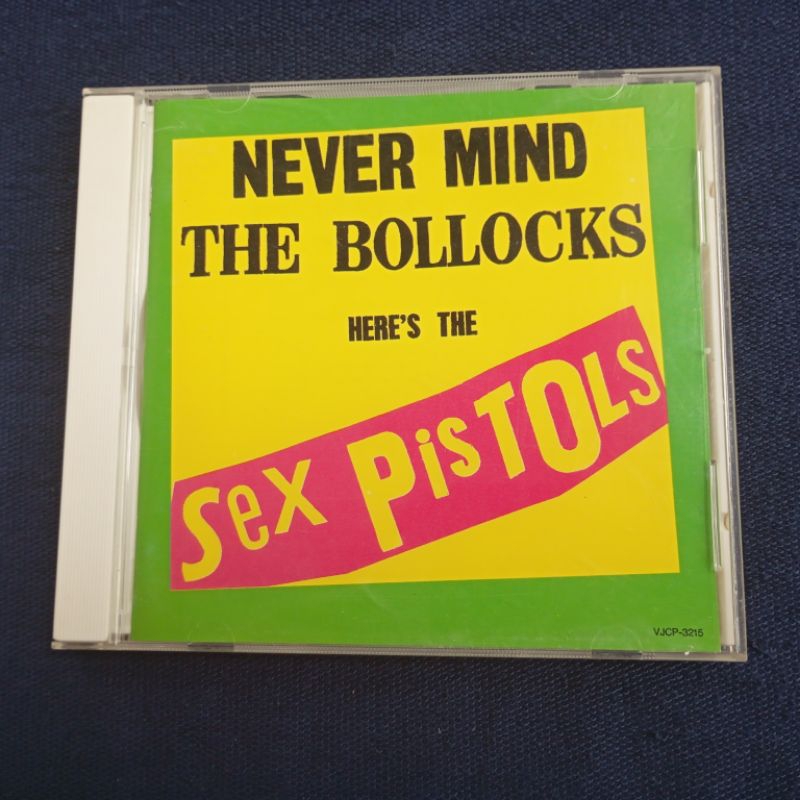 NEVER MIND
THE BOLLOCKS
HERE'S THE
SeX PiSTOLS
VJCP-3215